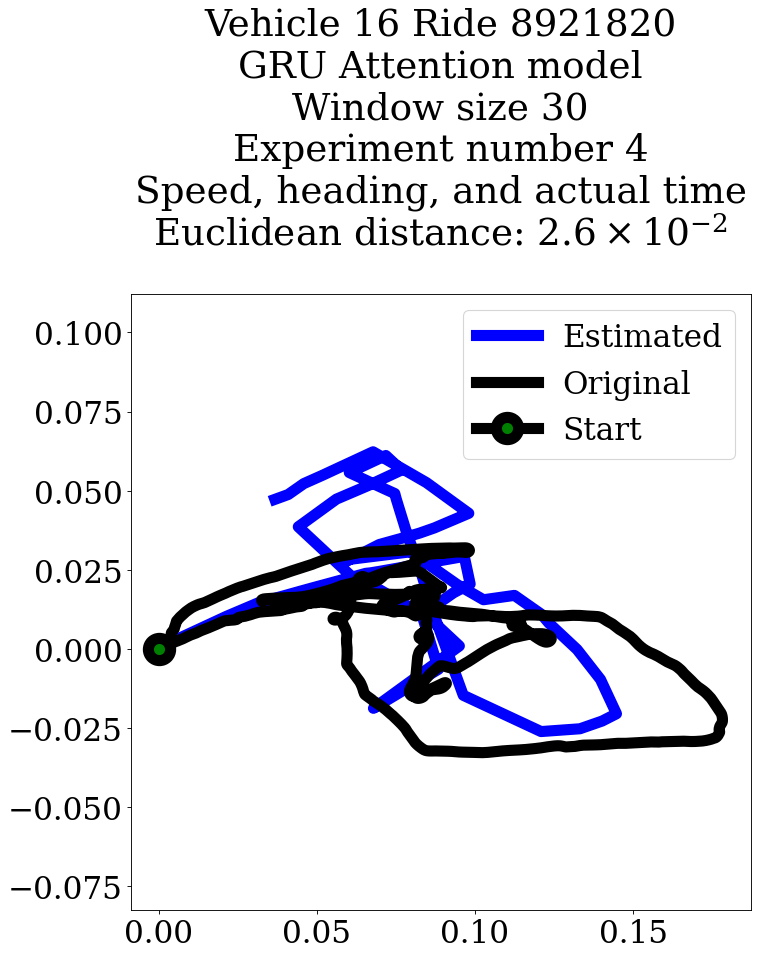 Vehicle 16 Ride 8921820
GRU Attention model
Window size 30
Experiment number 4
Speed, heading, and actual time
Euclidean distance: 2.6 × 10⁻²
Estimated
Original
Start
0.100
0.075
0.050
0.025
0.000
−0.025
−0.050
−0.075
0.00 0.05 0.10 0.15